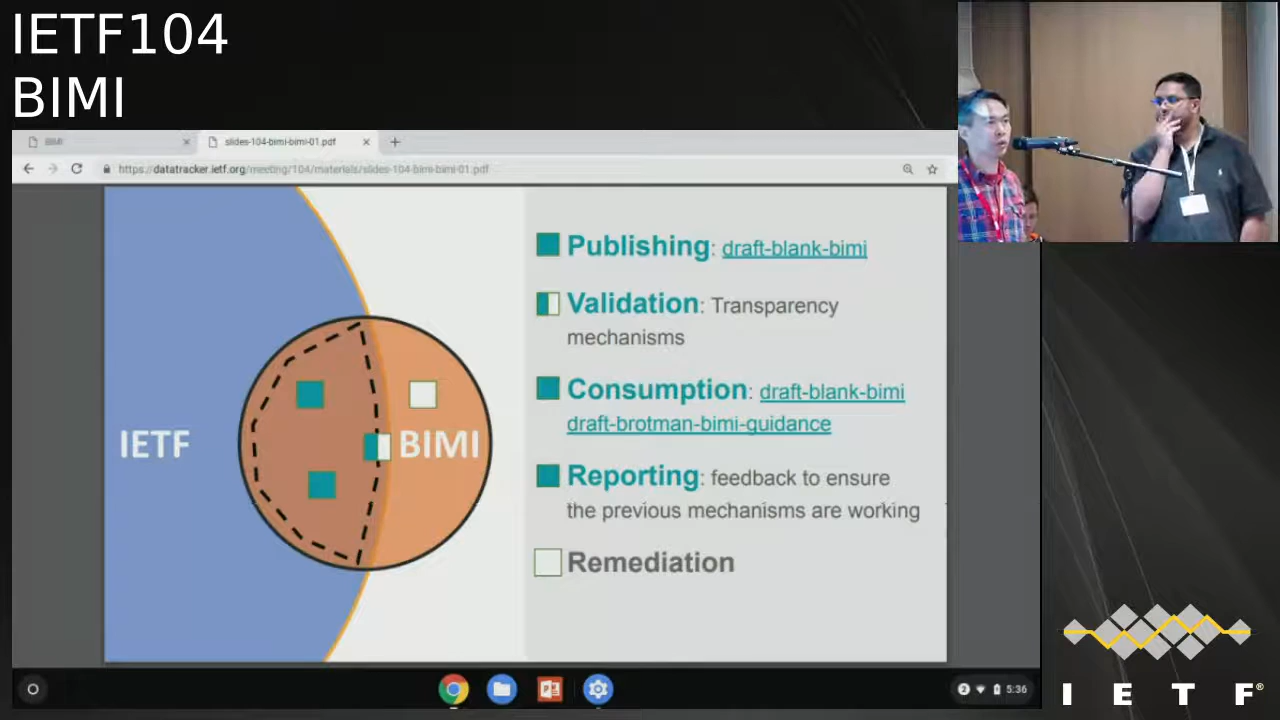 IETF104
BIMI
BIMI
slides-104-bimi-bimi-01.pdf
https://datatracker.ietf.org/meeting/104/materials/slides-104-bimi-bimi-01.pdf
Publishing: draft-blank-bimi
Validation: Transparency
mechanisms
Consumption: draft-blank-bimi
draft-brotman-bimi-guidance
Reporting: feedback to ensure
the previous mechanisms are working
Remediation
IETF
BIMI
2 5:36
I E T F®